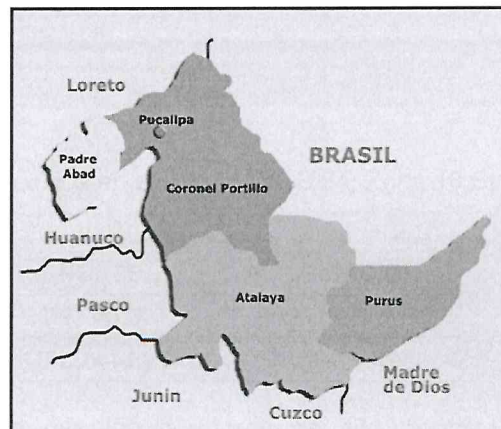 Loreto
Pucallpa
Padre
Abad
BRASIL
Coronel Portillo
Huanuco
Atalaya
Purus
Pasco
Madre
de Dios
Junin
Cuzco